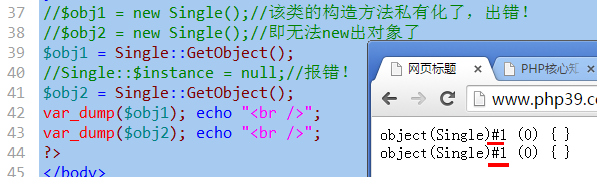 37 //$obj1 = new Single();//该类的构造方法私有化了，出错！
38 //$obj2 = new Single();//即无法new出对象了
39 $obj1 = Single::GetObject();
40 //Single::$instance = null;//报错！
41 $obj2 = Single::GetObject();
42 var_dump($obj1); echo "<br />";
43 var_dump($obj2); echo "<br />";
44 ?>
45 </body>
网页标题
PHP核心
www.php39.c
object(Single)#1 (0) { }
object(Single)#1 (0) { }